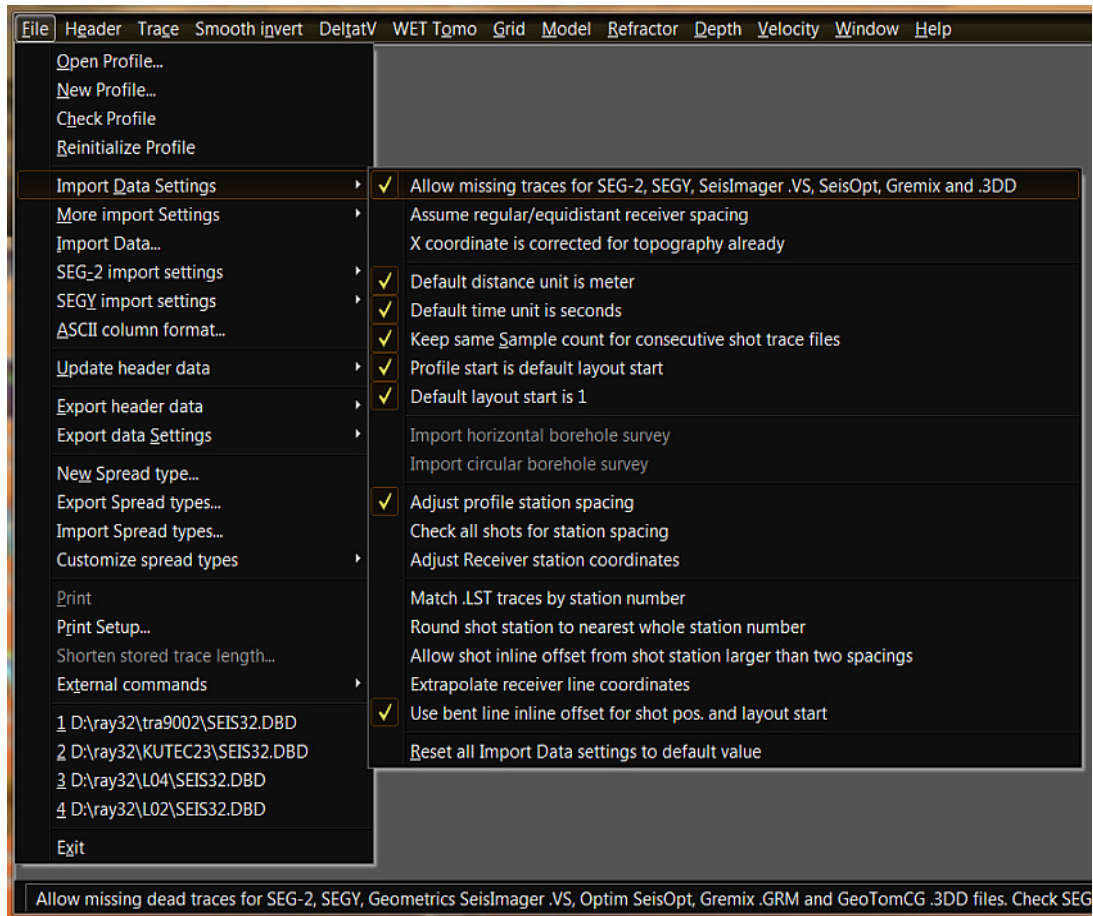 File Header Trace Smooth invert DeltatV WET Tomo Grid Model Refractor Depth Velocity Window Help
Open Profile...
New Profile...
Check Profile
Reinitialize Profile
Import Data Settings
More import Settings
Import Data...
SEG-2 import settings
SEGY import settings
ASCII column format...
Update header data
Export header data
Export data Settings
New Spread type...
Export Spread types...
Import Spread types...
Customize spread types
Print
Print Setup...
Shorten stored trace length...
External commands
1 D:\ray32\tra9002\SEIS32.DBD
2 D:\ray32\KUTEC23\SEIS32.DBD
3 D:\ray32\L04\SEIS32.DBD
4 D:\ray32\L02\SEIS32.DBD
Exit
Allow missing traces for SEG-2, SEGY, SeisImager .VS, SeisOpt, Gremix and .3DD
Assume regular/equidistant receiver spacing
X coordinate is corrected for topography already
Default distance unit is meter
Default time unit is seconds
Keep same Sample count for consecutive shot trace files
Profile start is default layout start
Default layout start is 1
Import horizontal borehole survey
Import circular borehole survey
Adjust profile station spacing
Check all shots for station spacing
Adjust Receiver station coordinates
Match .LST traces by station number
Round shot station to nearest whole station number
Allow shot inline offset from shot station larger than two spacings
Extrapolate receiver line coordinates
Use bent line inline offset for shot pos. and layout start
Reset all Import Data settings to default value
Allow missing dead traces for SEG-2, SEGY, Geometrics SeisImager .VS, Optim SeisOpt, Gremix .GRM and GeoTomCG .3DD files. Check SEG